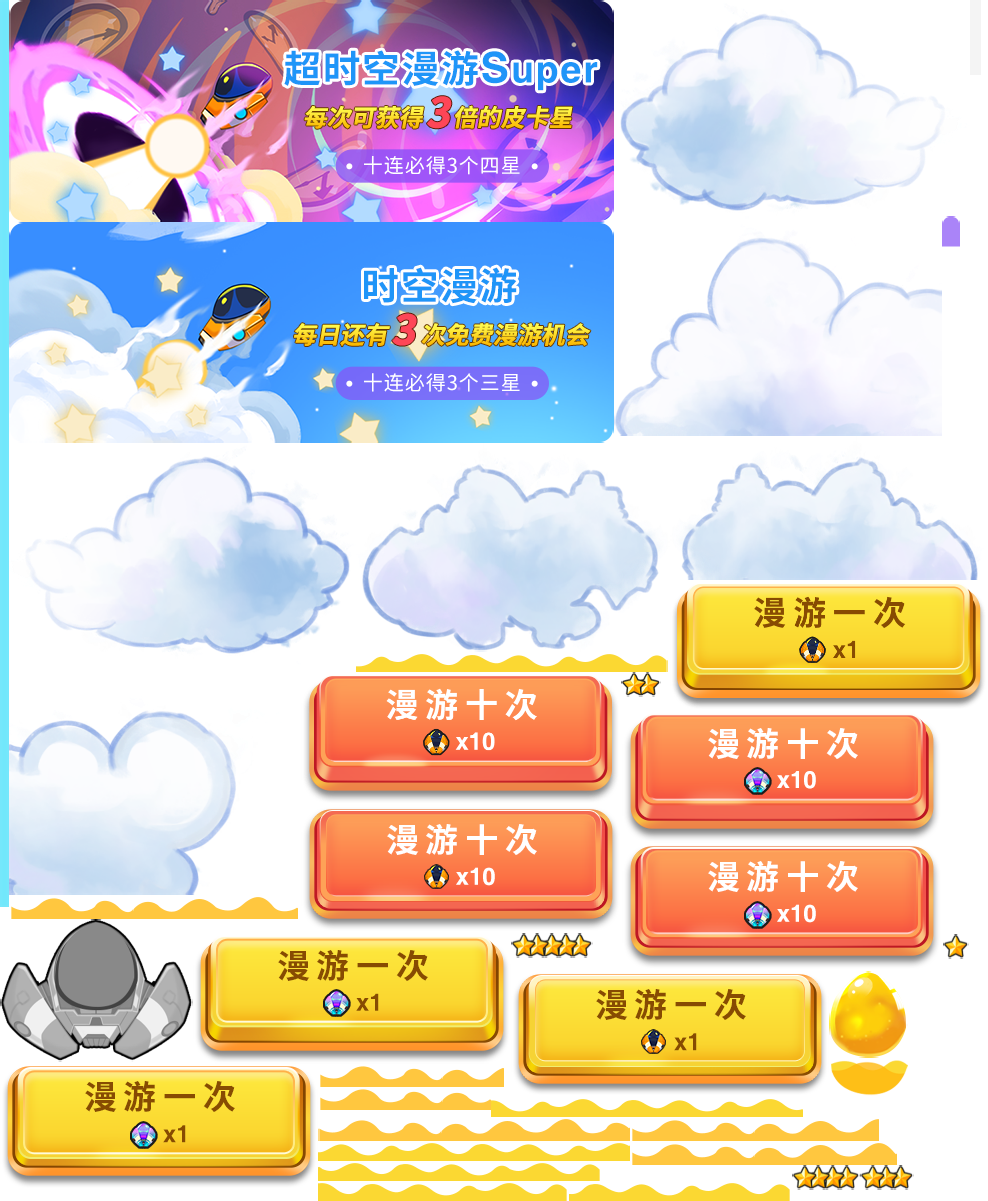 超时空漫游Super
每次可获得3倍的皮卡星
• 十连必得3个四星 •
时空漫游
每日还有3次免费漫游机会
• 十连必得3个三星 •
漫游一次
x1
漫游十次
x10
漫游十次
x10
漫游十次
x10
漫游十次
x10
漫游一次
x1
漫游一次
x1
漫游一次
x1